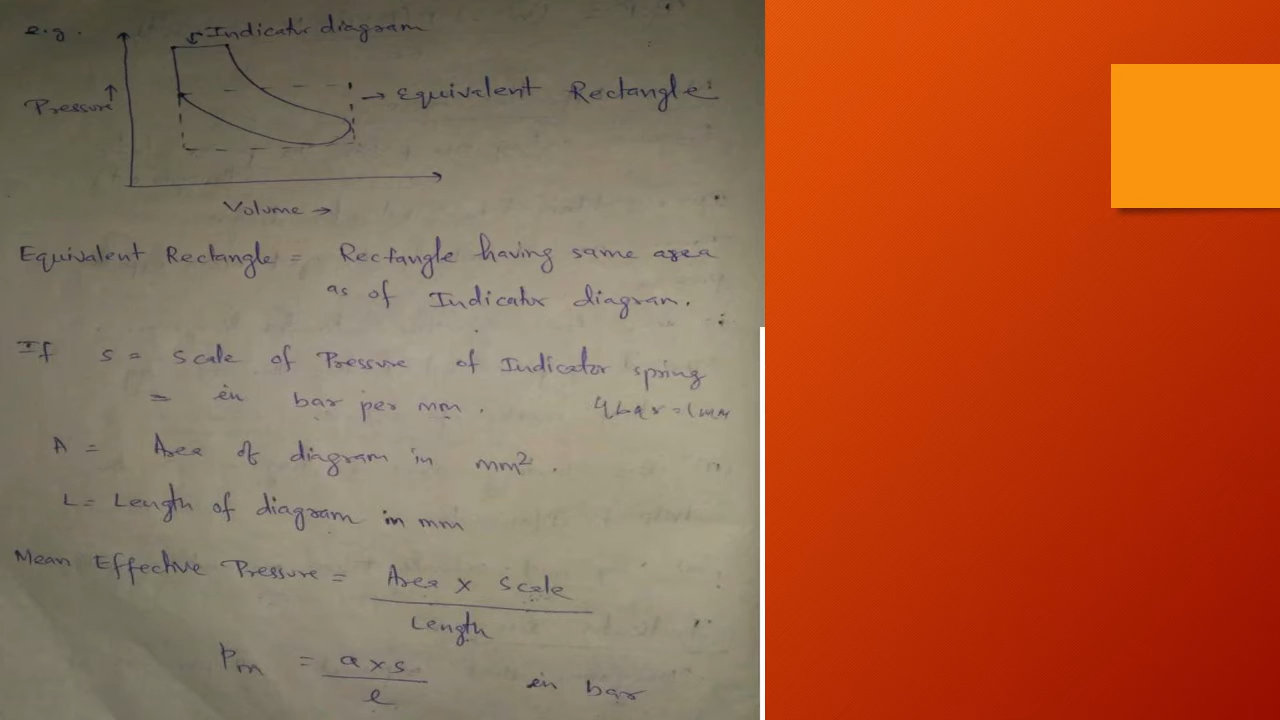 e.g.
Indicator diagram
Pressure ↑
→ Equivalent Rectangle
Volume →
Equivalent Rectangle = Rectangle having same area
as of Indicator diagram.
If s = scale of Pressure of Indicator spring
= in bar per mm.
4bar = 1mm
A = Area of diagram in mm².
L = Length of diagram in mm
Mean Effective Pressure = Area × Scale
Length
Pm = a×s in bar
l